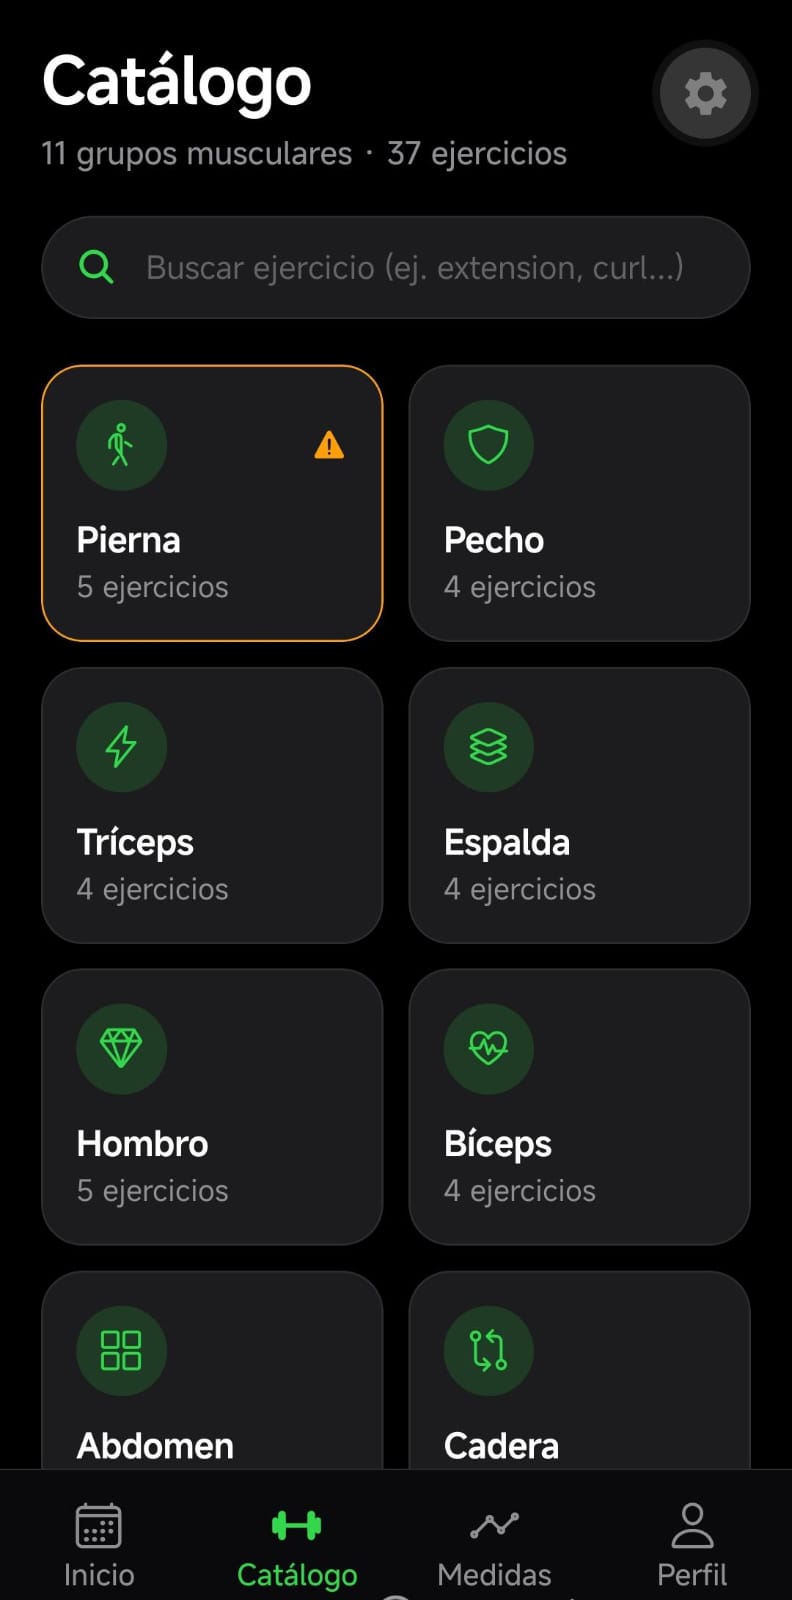 Catálogo
11 grupos musculares · 37 ejercicios
Buscar ejercicio (ej. extension, curl...)
Pierna
5 ejercicios
Pecho
4 ejercicios
Tríceps
4 ejercicios
Espalda
4 ejercicios
Hombro
5 ejercicios
Bíceps
4 ejercicios
Abdomen
Cadera
Inicio
Catálogo
Medidas
Perfil